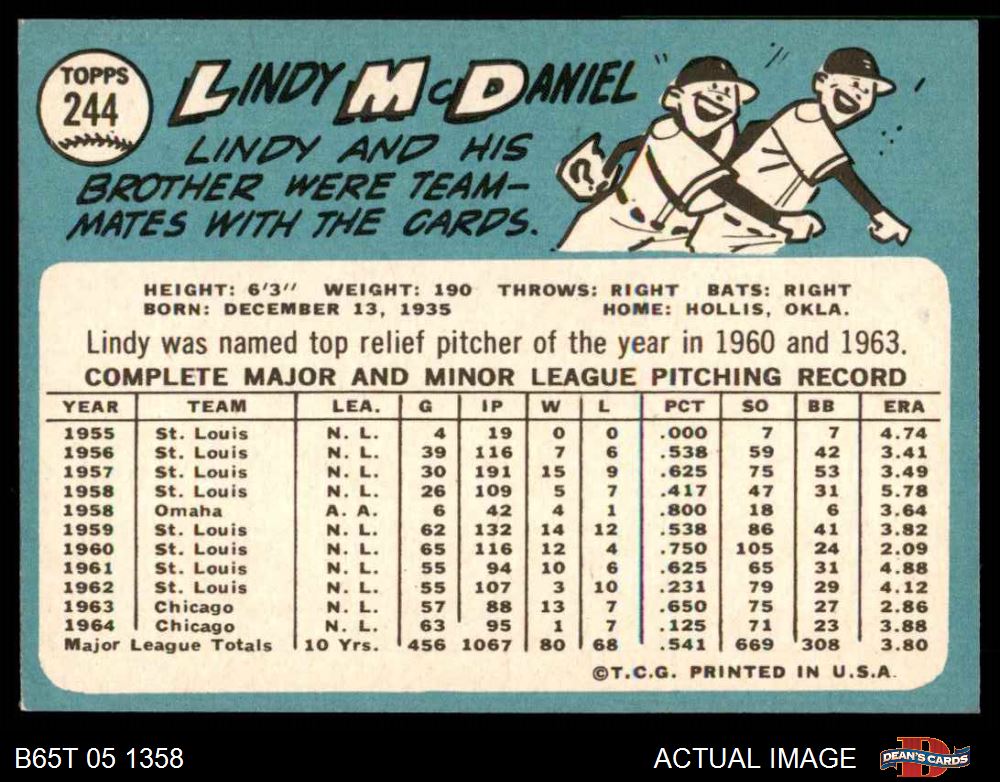 TOPPS
244
LINDY McDANIEL
LINDY AND HIS
BROTHER WERE TEAM-
MATES WITH THE CARDS.
?
HEIGHT: 6'3" WEIGHT: 190 THROWS: RIGHT BATS: RIGHT
BORN: DECEMBER 13, 1935 HOME: HOLLIS, OKLA.
Lindy was named top relief pitcher of the year in 1960 and 1963.
COMPLETE MAJOR AND MINOR LEAGUE PITCHING RECORD
YEAR TEAM LEA. G IP W L PCT SO BB ERA
1955 St. Louis N. L. 4 19 0 0 .000 7 7 4.74
1956 St. Louis N. L. 39 116 7 6 .538 59 42 3.41
1957 St. Louis N. L. 30 191 15 9 .625 75 53 3.49
1958 St. Louis N. L. 26 109 5 7 .417 47 31 5.78
1958 Omaha A. A. 6 42 4 1 .800 18 6 3.64
1959 St. Louis N. L. 62 132 14 12 .538 86 41 3.82
1960 St. Louis N. L. 65 116 12 4 .750 105 24 2.09
1961 St. Louis N. L. 55 94 10 6 .625 65 31 4.88
1962 St. Louis N. L. 55 107 3 10 .231 79 29 4.12
1963 Chicago N. L. 57 88 13 7 .650 75 27 2.86
1964 Chicago N. L. 63 95 1 7 .125 71 23 3.88
Major League Totals 10 Yrs. 456 1067 80 68 .541 669 308 3.80
©T.C.G. PRINTED IN U.S.A.
B65T 05 1358 ACTUAL IMAGE DEAN'S CARDS